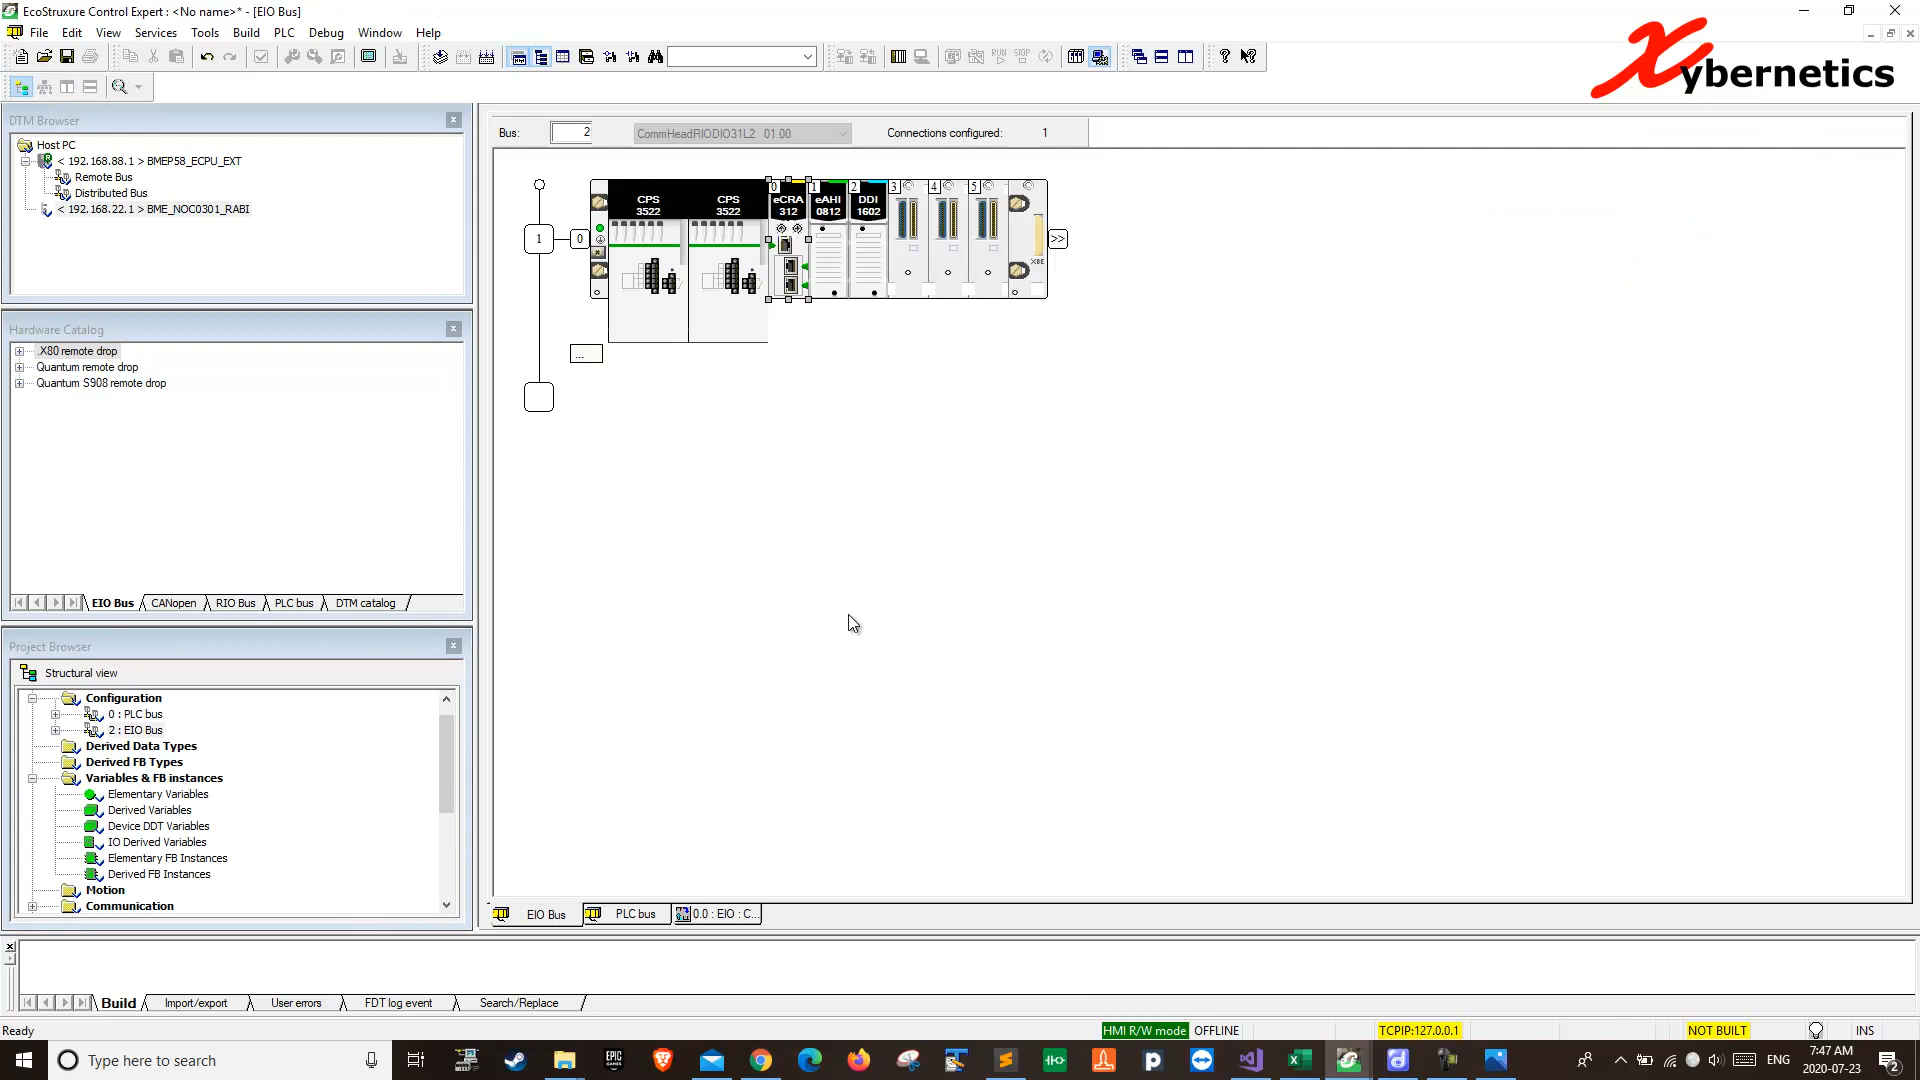 EcoStruxure Control Expert : <No name>* - [EIO Bus]
File Edit View Services Tools Build PLC Debug Window Help
Xybernetics
DTM Browser
Host PC
< 192.168.88.1 > BMEP58_ECPU_EXT
Remote Bus
Distributed Bus
< 192.168.22.1 > BME_NOC0301_RABI
Bus: 2 CommHeadRIODIO31L2 01.00 Connections configured: 1
0 1 2 3 4 5
CPS 3522
CPS 3522
eCRA 312
eAHI 0812
DDI 1602
1 0 >>
XBE
...
Hardware Catalog
X80 remote drop
Quantum remote drop
Quantum S908 remote drop
EIO Bus CANopen RIO Bus PLC bus DTM catalog
Project Browser
Structural view
Configuration
0 : PLC bus
2 : EIO Bus
Derived Data Types
Derived FB Types
Variables & FB instances
Elementary Variables
Derived Variables
Device DDT Variables
IO Derived Variables
Elementary FB Instances
Derived FB Instances
Motion
Communication
EIO Bus PLC bus 0.0 : EIO : C...
Build Import/export User errors FDT log event Search/Replace
Ready HMI R/W mode OFFLINE TCPIP:127.0.0.1 NOT BUILT INS
Type here to search
ENG 7:47 AM
2020-07-23
2